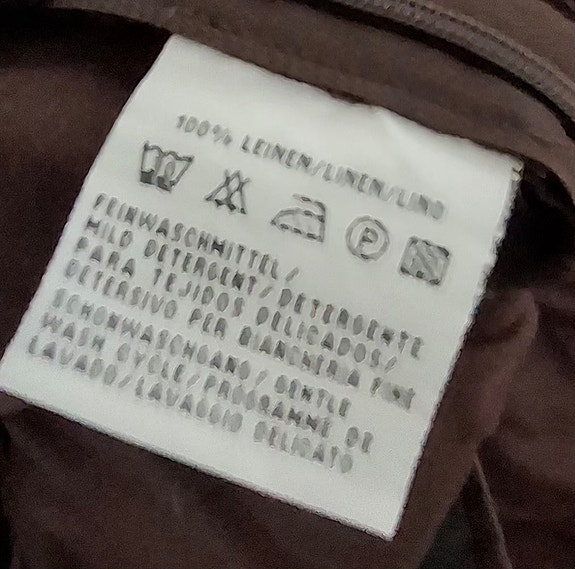 100% LEINEN/LINEN/LINO
P
FEINWASCHMITTEL/
MILD DETERGENT/DETERGENTE
PARA TEJIDOS DELICADOS/
DETERSIVO PER BIANCHERIA FINE
SCHONWASCHGANG/GENTLE
WASH CYCLE/PROGRAMME DE
LAVADO/LAVAGGIO DELICATO